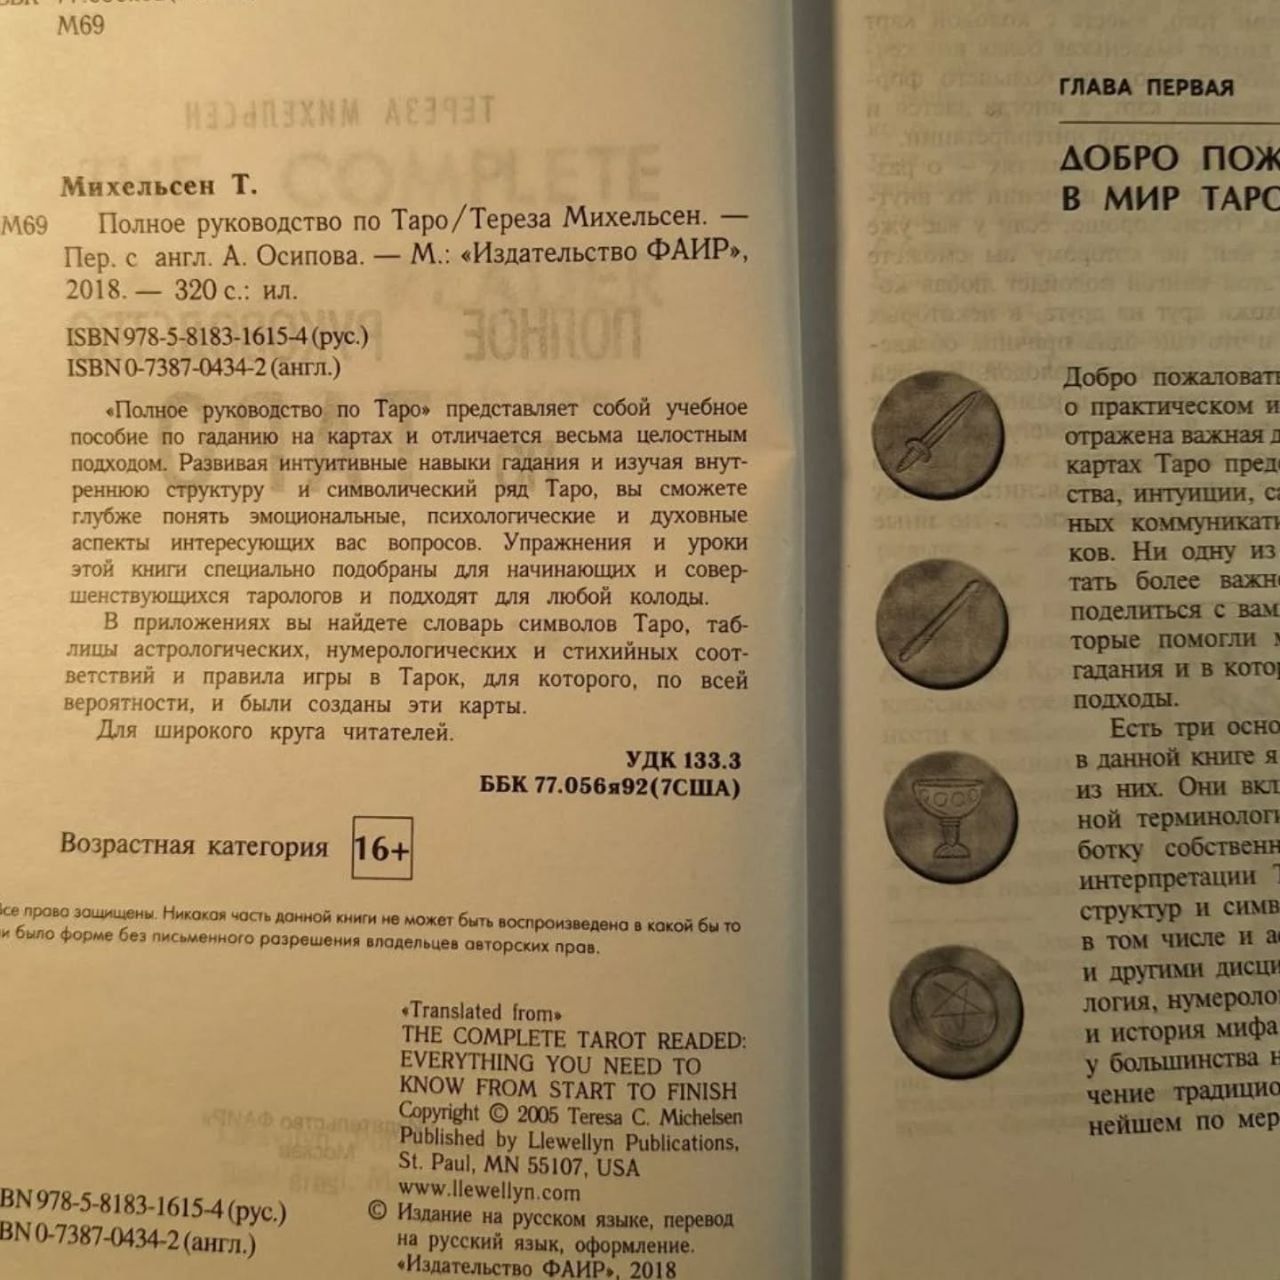 М69
Михельсен Т.
М69 Полное руководство по Таро/Тереза Михельсен. —
Пер. с англ. А. Осипова. — М.: «Издательство ФАИР»,
2018. — 320 с.: ил.
ISBN 978-5-8183-1615-4 (рус.)
ISBN 0-7387-0434-2 (англ.)
«Полное руководство по Таро» представляет собой учебное
пособие по гаданию на картах и отличается весьма целостным
подходом. Развивая интуитивные навыки гадания и изучая внут-
реннюю структуру и символический ряд Таро, вы сможете
глубже понять эмоциональные, психологические и духовные
аспекты интересующих вас вопросов. Упражнения и уроки
этой книги специально подобраны для начинающих и совер-
шенствующихся тарологов и подходят для любой колоды.
В приложениях вы найдете словарь символов Таро, таб-
лицы астрологических, нумерологических и стихийных соот-
ветствий и правила игры в Тарок, для которого, по всей
вероятности, и были созданы эти карты.
Для широкого круга читателей.
УДК 133.3
ББК 77.056я92(7США)
Возрастная категория 16+
Все права защищены. Никакая часть данной книги не может быть воспроизведена в какой бы то
и было форме без письменного разрешения владельцев авторских прав.
«Translated from»
THE COMPLETE TAROT READED:
EVERYTHING YOU NEED TO
KNOW FROM START TO FINISH
Copyright © 2005 Teresa C. Michelsen
Published by Llewellyn Publications,
St. Paul, MN 55107, USA
www.llewellyn.com
BN 978-5-8183-1615-4 (рус.)
BN 0-7387-0434-2 (англ.)
© Издание на русском языке, перевод
на русский язык, оформление.
«Издательство ФАИР», 2018
ГЛАВА ПЕРВАЯ
ДОБРО ПОЖ
В МИР ТАРО
Добро пожаловать
о практическом и
отражена важная
картах Таро пред
ства, интуиции, са
ных коммуникати
ков. Ни одну из
тать более важн
поделиться с вам
торые помогли
гадания и в кото
подходы.
Есть три осно
в данной книге я
из них. Они вкл
ной терминологи
ботку собственн
интерпретации
структур и симв
в том числе и а
и другими дисци
логия, нумероло
и история мифа
у большинства н
чение традицио
нейшем по мер